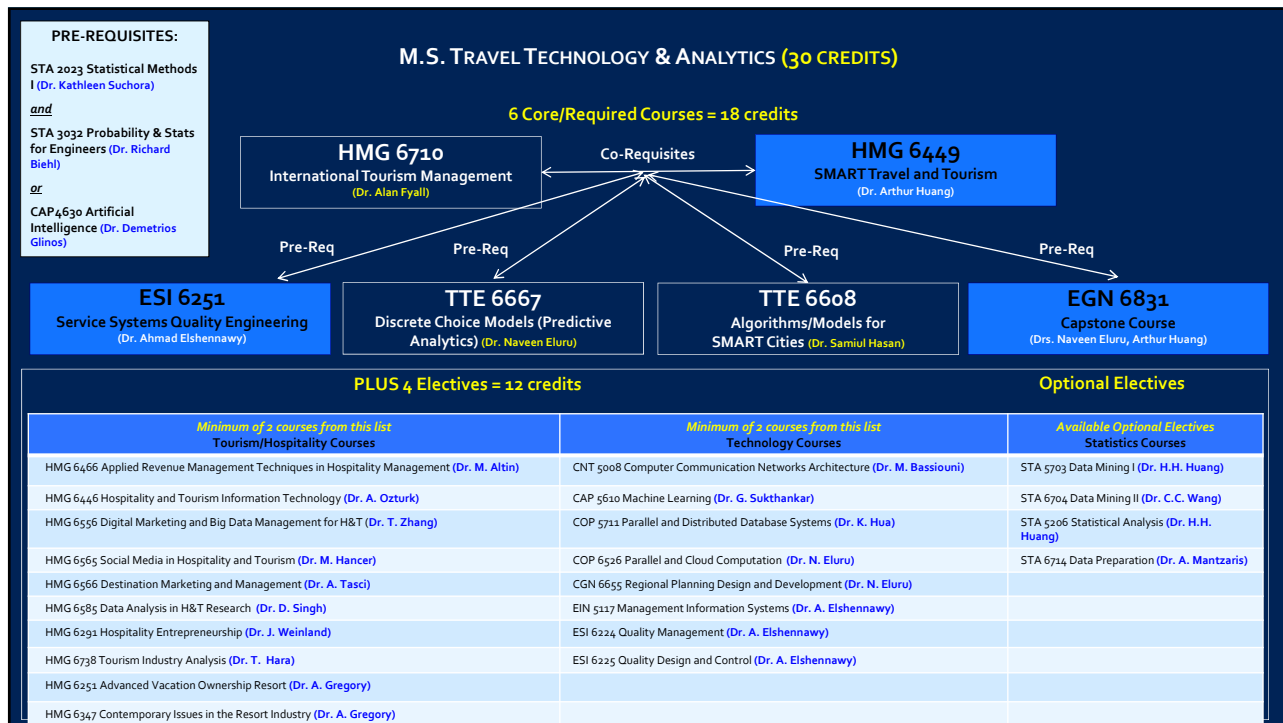 PRE-REQUISITES:
STA 2023 Statistical Methods
I (Dr. Kathleen Suchora)
and
STA 3032 Probability & Stats
for Engineers (Dr. Richard
Biehl)
or
CAP4630 Artificial
Intelligence (Dr. Demetrios
Glinos)
M.S. TRAVEL TECHNOLOGY & ANALYTICS (30 CREDITS)
6 Core/Required Courses = 18 credits
HMG 6710
International Tourism Management
(Dr. Alan Fyall)
Co-Requisites
HMG 6449
SMART Travel and Tourism
(Dr. Arthur Huang)
Pre-Req
Pre-Req
Pre-Req
Pre-Req
ESI 6251
Service Systems Quality Engineering
(Dr. Ahmad Elshennawy)
TTE 6667
Discrete Choice Models (Predictive
Analytics) (Dr. Naveen Eluru)
TTE 6608
Algorithms/Models for
SMART Cities (Dr. Samiul Hasan)
EGN 6831
Capstone Course
(Drs. Naveen Eluru, Arthur Huang)
PLUS 4 Electives = 12 credits
Optional Electives
Minimum of 2 courses from this list
Tourism/Hospitality Courses
Minimum of 2 courses from this list
Technology Courses
Available Optional Electives
Statistics Courses
HMG 6466 Applied Revenue Management Techniques in Hospitality Management (Dr. M. Altin)
CNT 5008 Computer Communication Networks Architecture (Dr. M. Bassiouni)
STA 5703 Data Mining I (Dr. H.H. Huang)
HMG 6446 Hospitality and Tourism Information Technology (Dr. A. Ozturk)
CAP 5610 Machine Learning (Dr. G. Sukthankar)
STA 6704 Data Mining II (Dr. C.C. Wang)
HMG 6556 Digital Marketing and Big Data Management for H&T (Dr. T. Zhang)
COP 5711 Parallel and Distributed Database Systems (Dr. K. Hua)
STA 5206 Statistical Analysis (Dr. H.H.
Huang)
HMG 6565 Social Media in Hospitality and Tourism (Dr. M. Hancer)
COP 6526 Parallel and Cloud Computation (Dr. N. Eluru)
STA 6714 Data Preparation (Dr. A. Mantzaris)
HMG 6566 Destination Marketing and Management (Dr. A. Tasci)
CGN 6655 Regional Planning Design and Development (Dr. N. Eluru)
HMG 6585 Data Analysis in H&T Research (Dr. D. Singh)
EIN 5117 Management Information Systems (Dr. A. Elshennawy)
HMG 6291 Hospitality Entrepreneurship (Dr. J. Weinland)
ESI 6224 Quality Management (Dr. A. Elshennawy)
HMG 6738 Tourism Industry Analysis (Dr. T. Hara)
ESI 6225 Quality Design and Control (Dr. A. Elshennawy)
HMG 6251 Advanced Vacation Ownership Resort (Dr. A. Gregory)
HMG 6347 Contemporary Issues in the Resort Industry (Dr. A. Gregory)